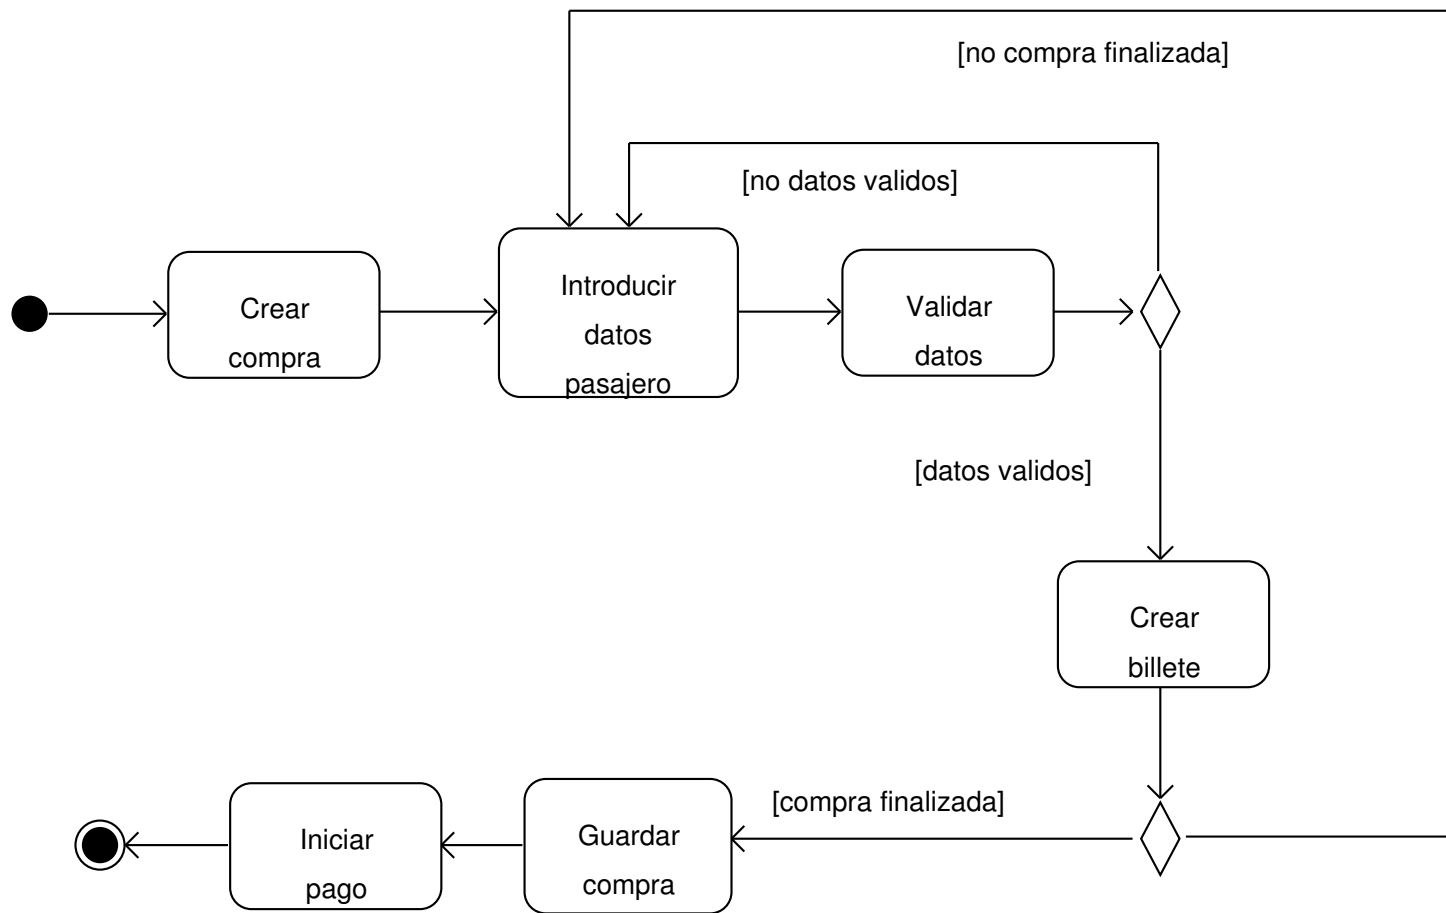 [no compra finalizada]
[no datos validos]
Crear
compra
Introducir
datos
pasajero
Validar
datos
[datos validos]
Crear
billete
[compra finalizada]
Guardar
compra
Iniciar
pago